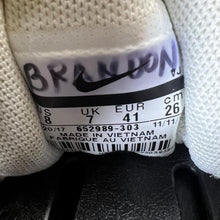 BRANDON
UK EUR cm
8 7 41 26
20/17 652989-303 11/11/
MADE IN VIETNAM
FABRIQUE AU VIETNAM